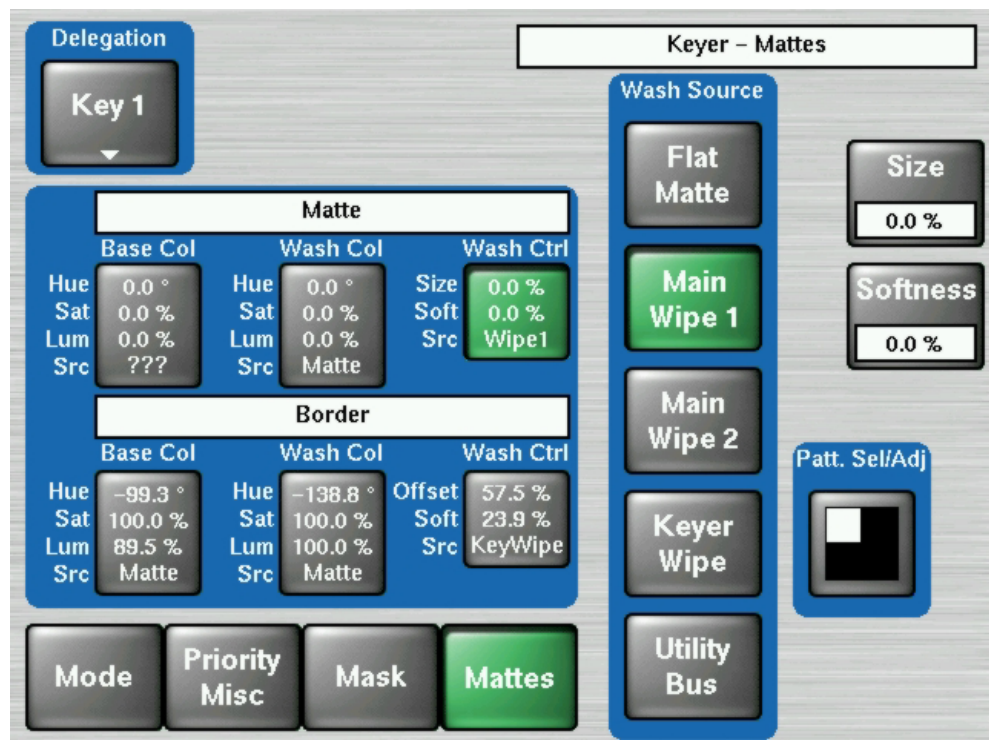 Delegation
Key 1
Keyer – Mattes
Matte
Base Col
Wash Col
Wash Ctrl
Hue 0.0 ° Hue 0.0 ° Size 0.0 %
Sat 0.0 % Sat 0.0 % Soft 0.0 %
Lum 0.0 % Lum 0.0 % Src Wipe1
Src ??? Src Matte
Border
Base Col
Wash Col
Wash Ctrl
Hue –99.3 ° Hue –138.8 ° Offset 57.5 %
Sat 100.0 % Sat 100.0 % Soft 23.9 %
Lum 89.5 % Lum 100.0 % Src KeyWipe
Src Matte Src Matte
Wash Source
Flat
Matte
Main
Wipe 1
Main
Wipe 2
Keyer
Wipe
Utility
Bus
Size
0.0 %
Softness
0.0 %
Patt. Sel/Adj
Mode
Priority
Misc
Mask
Mattes